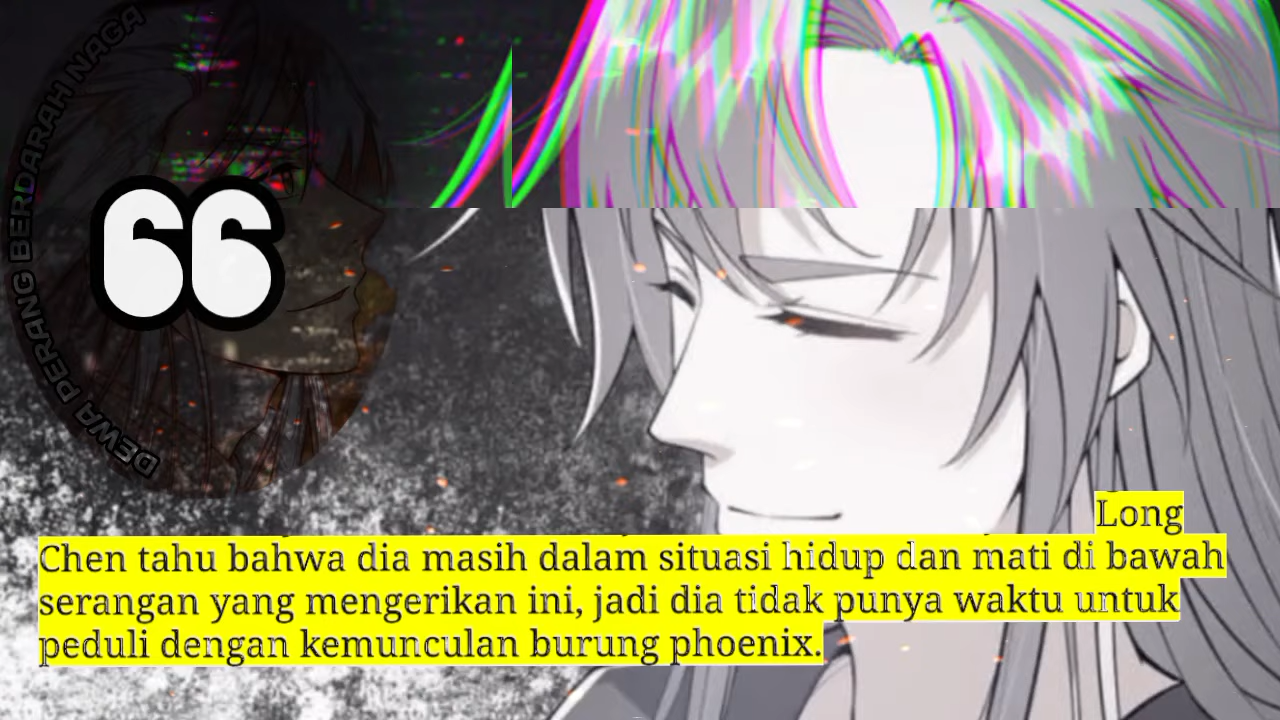 DEWA PERANG BERDARAH NAGA
66
Long
Chen tahu bahwa dia masih dalam situasi hidup dan mati di bawah
serangan yang mengerikan ini, jadi dia tidak punya waktu untuk
peduli dengan kemunculan burung phoenix.